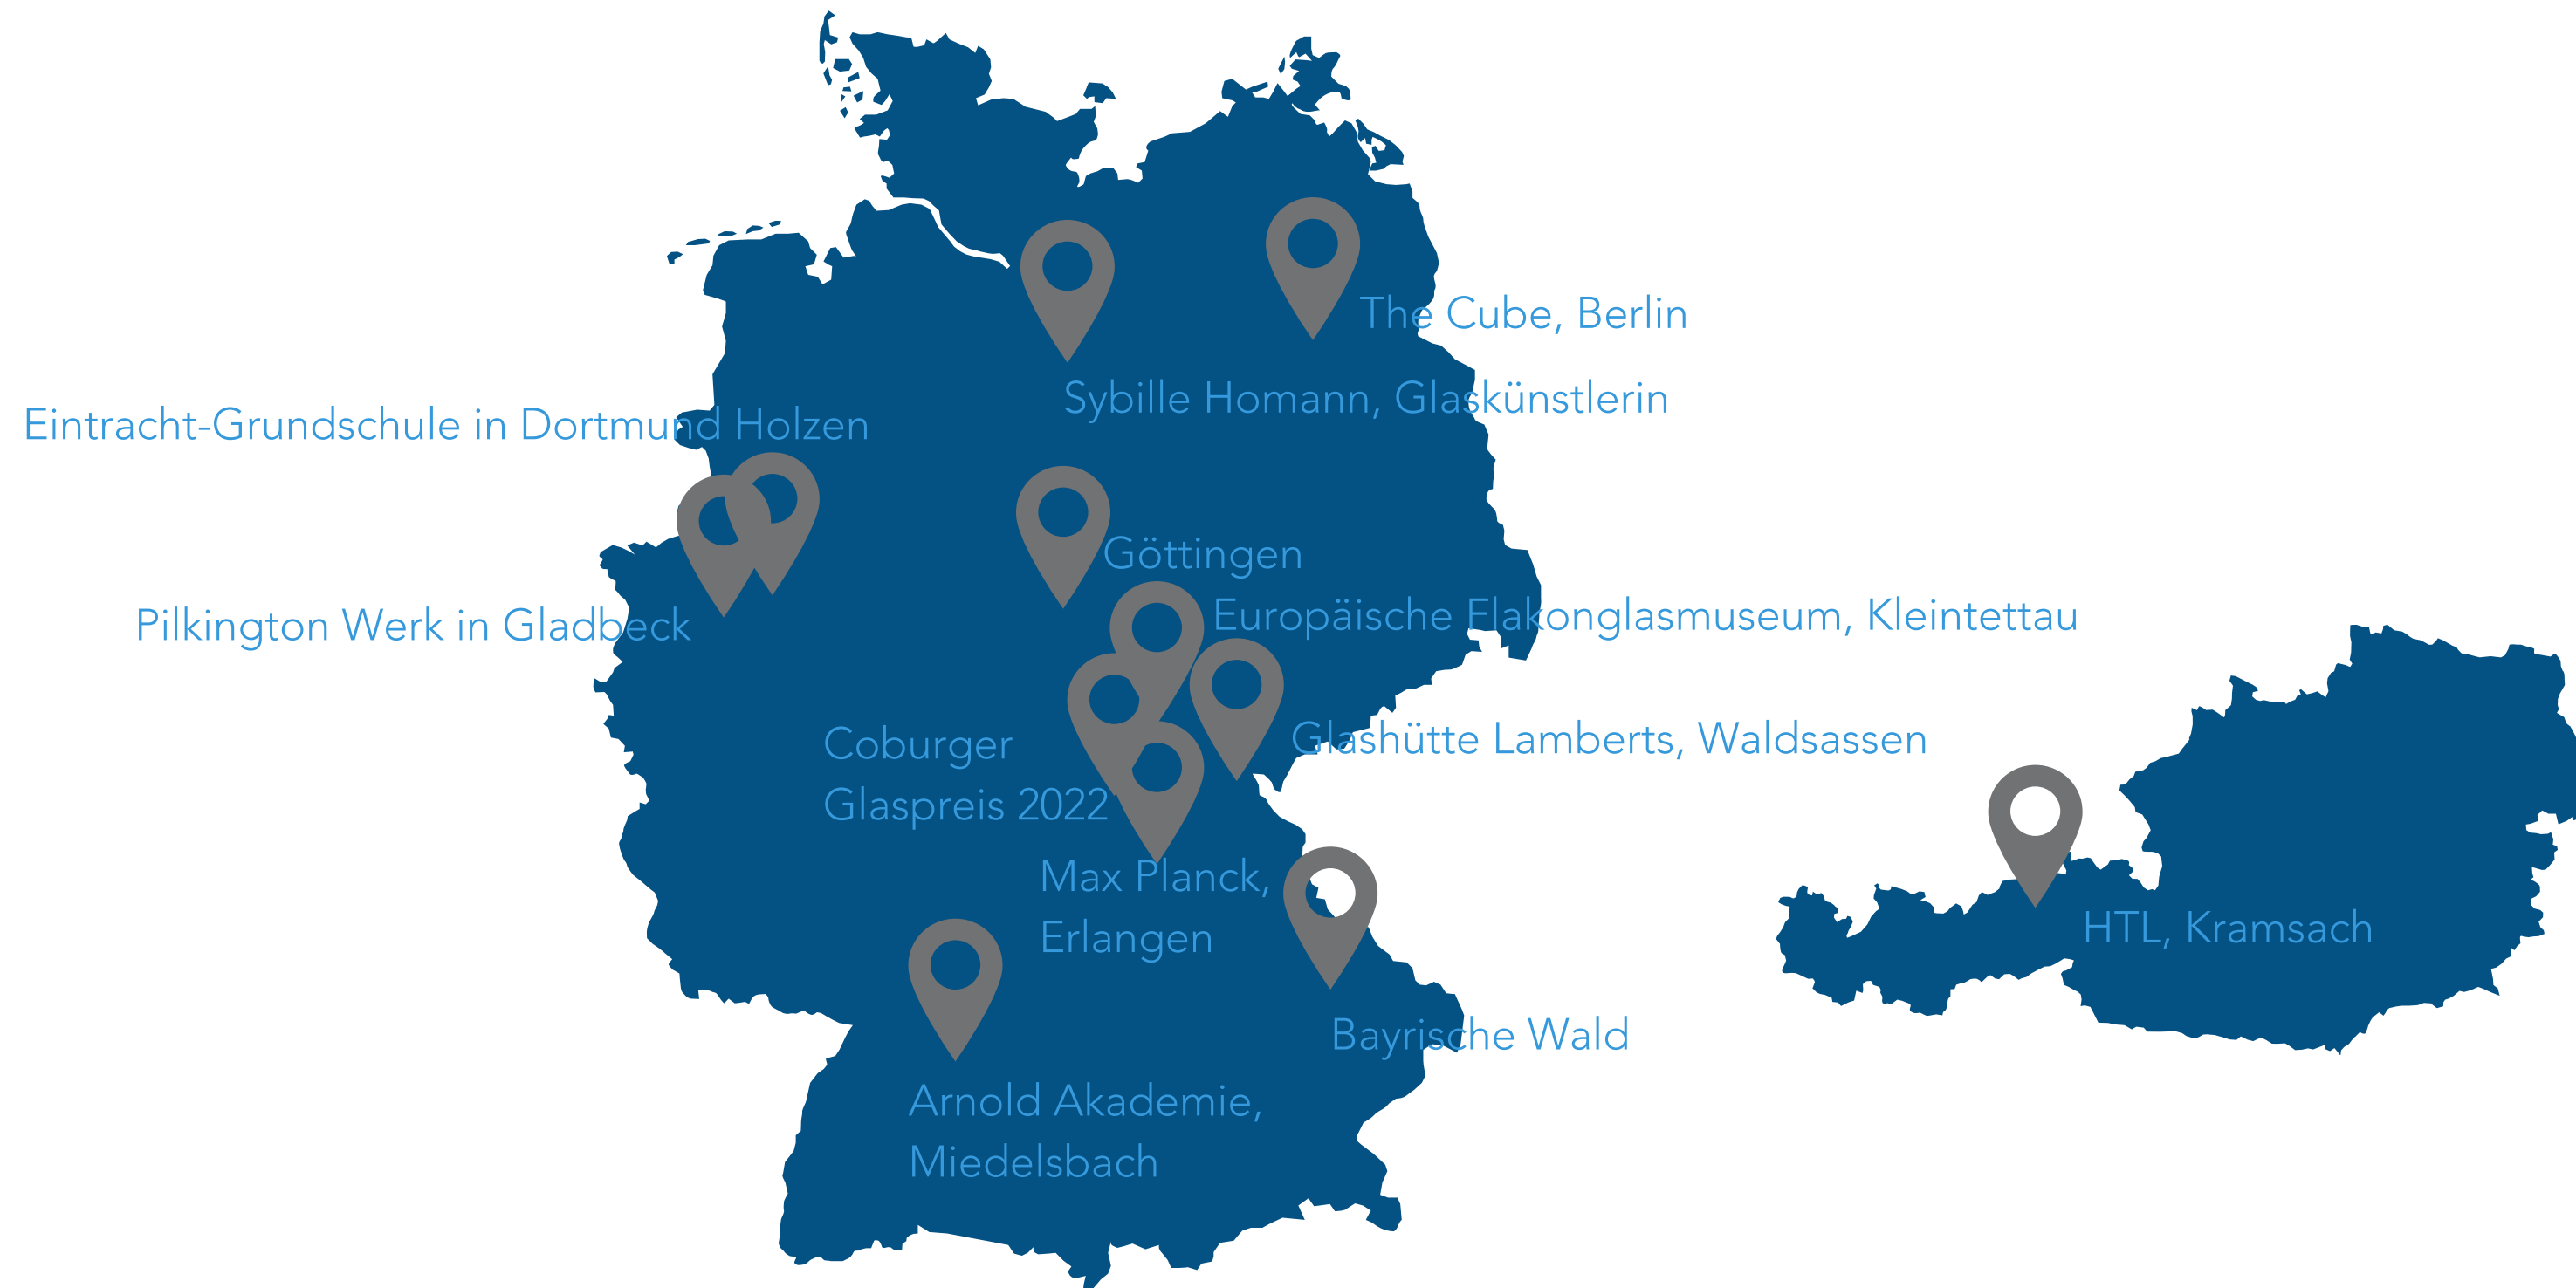 The Cube, Berlin
Sybille Homann, Glaskünstlerin
Eintracht-Grundschule in Dortmund Holzen
Göttingen
Europäische Flakonglasmuseum, Kleintettau
Pilkington Werk in Gladbeck
Glashütte Lamberts, Waldsassen
Coburger
Glaspreis 2022
Max Planck,
Erlangen
HTL, Kramsach
Bayrische Wald
Arnold Akademie,
Miedelsbach